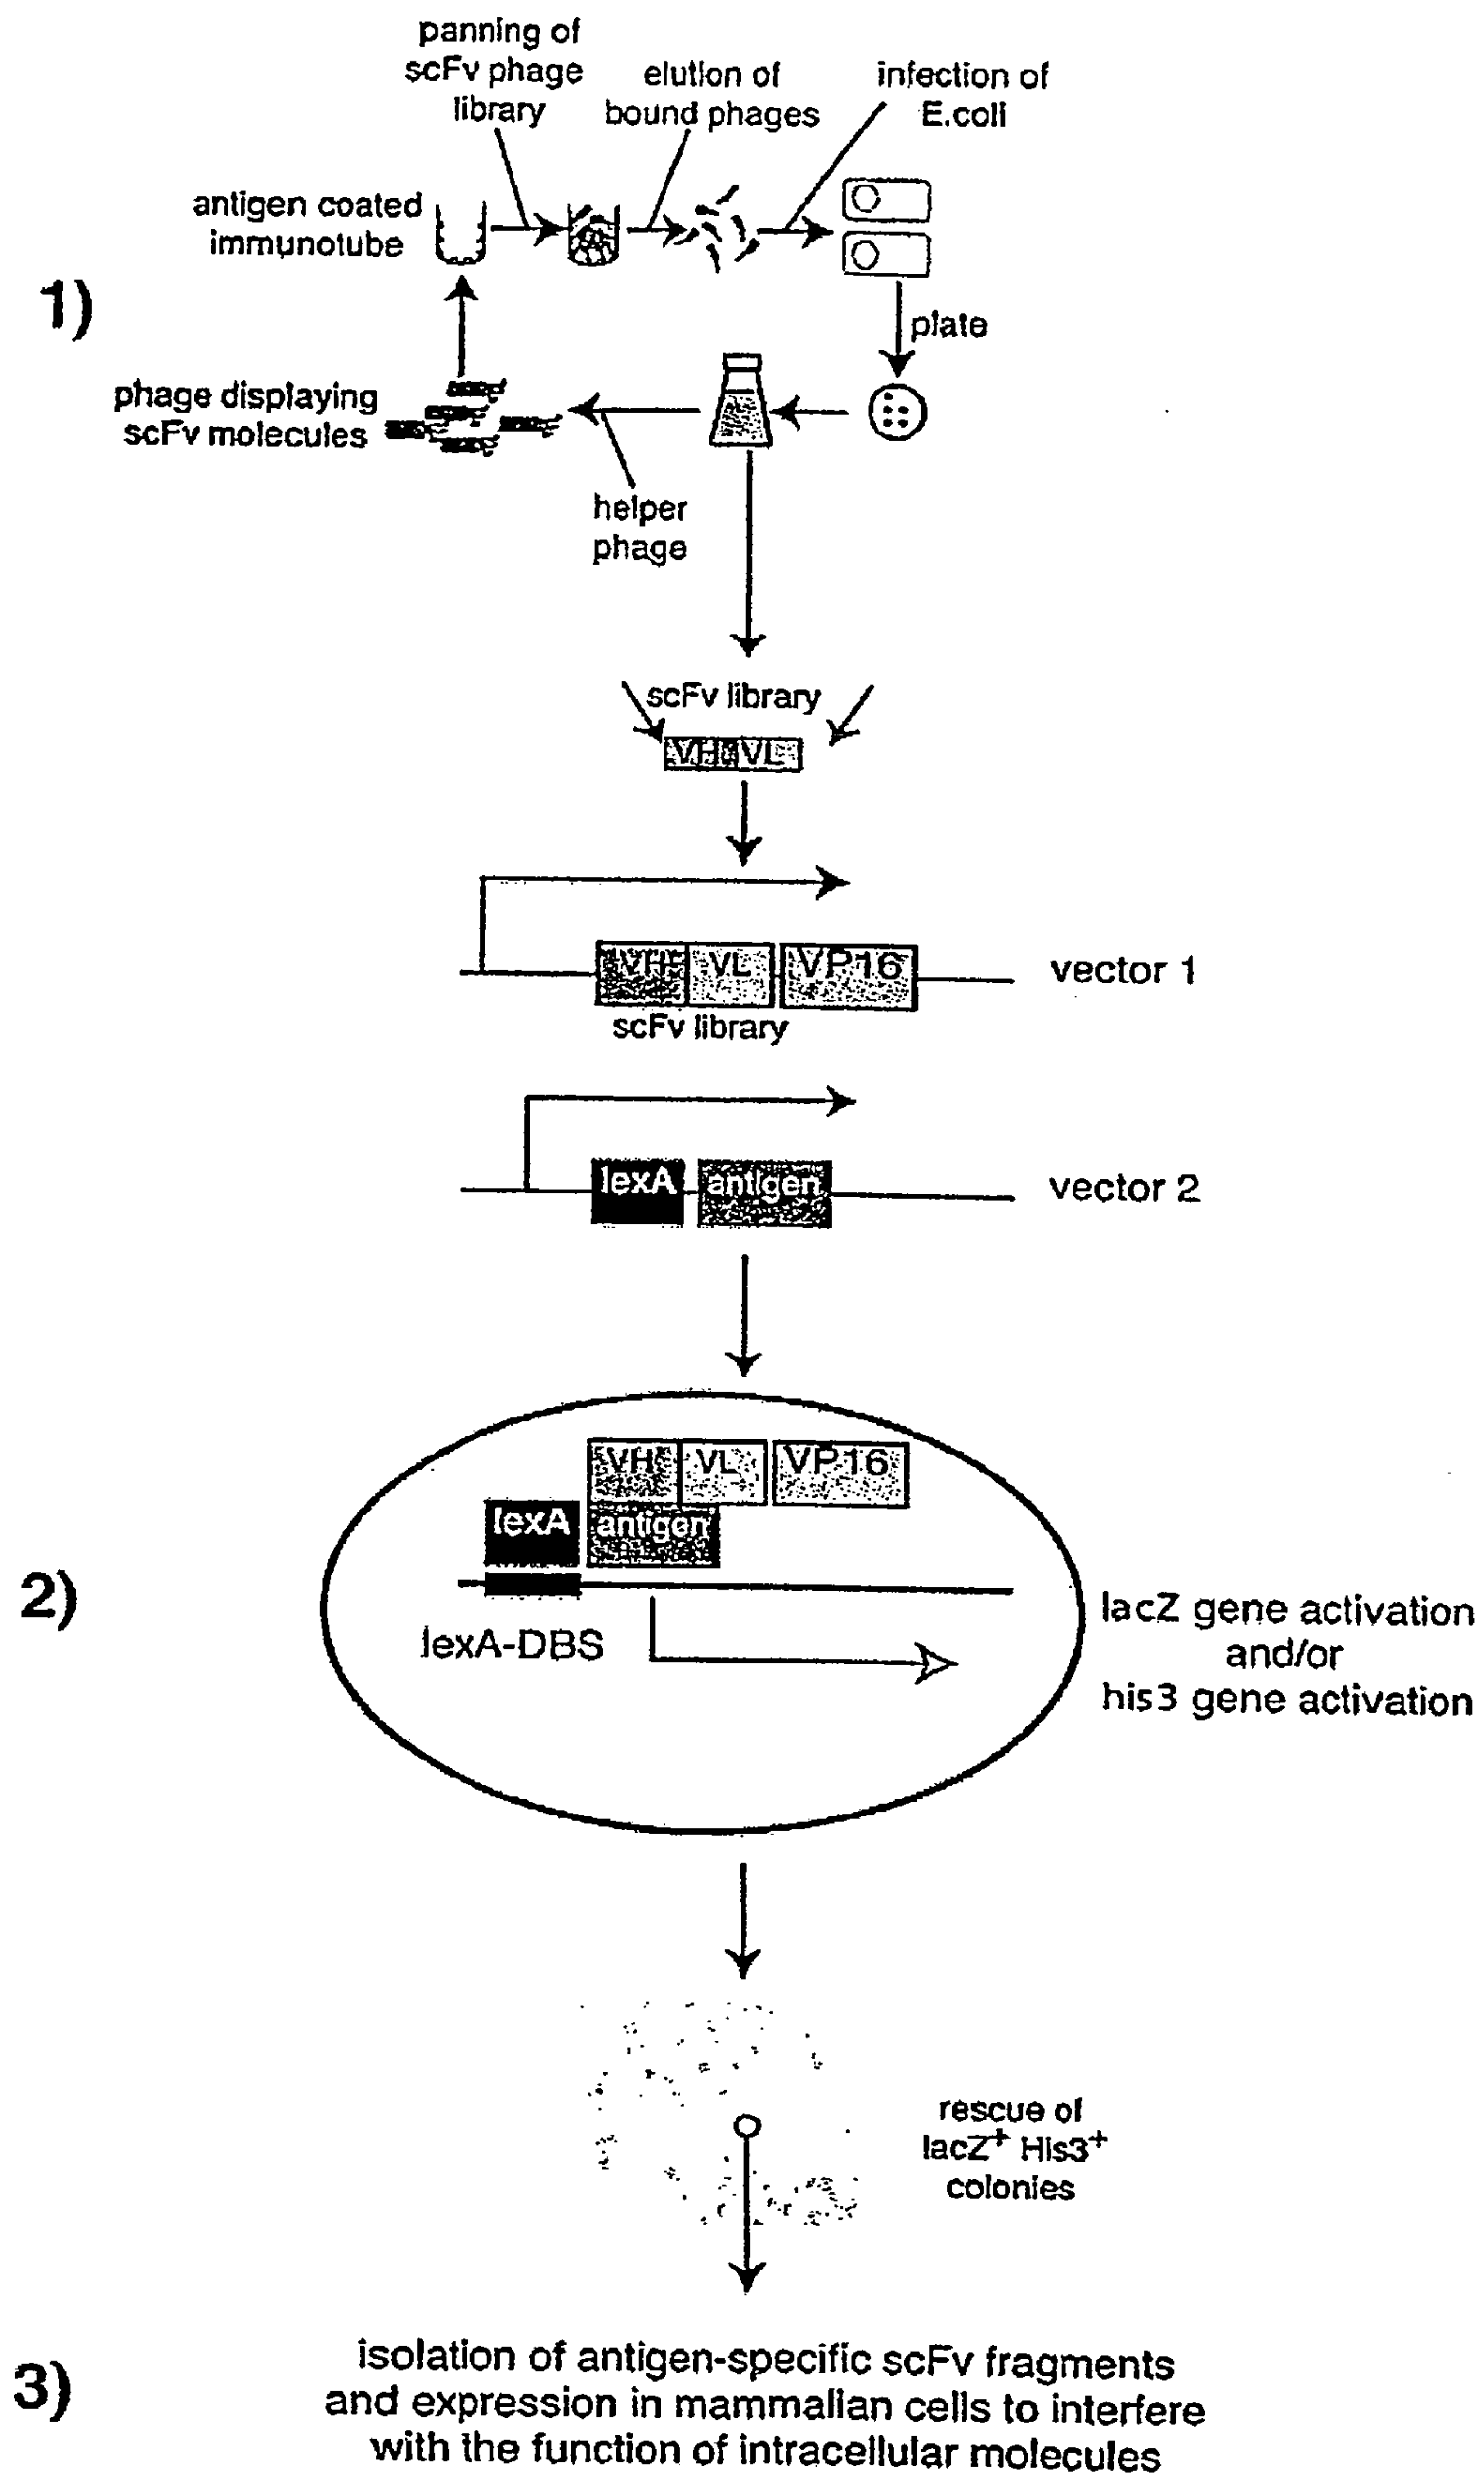 panning of
scFv phage
library
elution of
bound phages
infection of
E.coli
antigen coated
immunotube
1)
plate
phage displaying
scFv molecules
helper
phage
scFv library
VH VL
VH VL VP16
vector 1
scFv library
lexA antigen
vector 2
VH VL VP16
lexA antigen
2)
lexA-DBS
lacZ gene activation
and/or
his3 gene activation
rescue of
lacZ+ His3+
colonies
3)
isolation of antigen-specific scFv fragments
and expression in mammalian cells to interfere
with the function of intracellular molecules